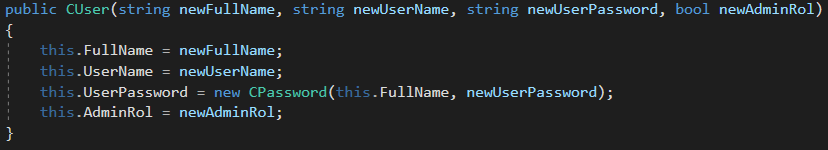 public CUser(string newFullName, string newUserName, string newUserPassword, bool newAdminRol)
{
this.FullName = newFullName;
this.UserName = newUserName;
this.UserPassword = new CPassword(this.FullName, newUserPassword);
this.AdminRol = newAdminRol;
}